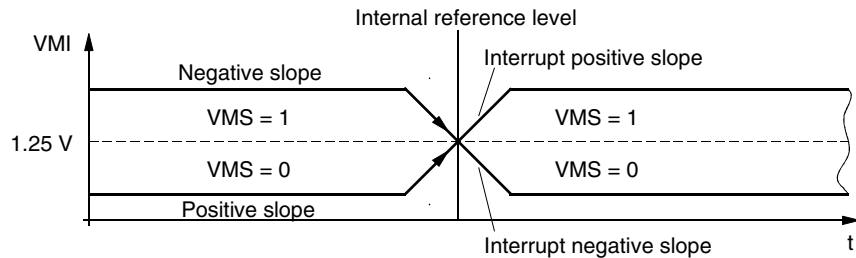 Internal reference level
VMI
Interrupt positive slope
Negative slope
VMS = 1
VMS = 1
1.25 V
VMS = 0
VMS = 0
Positive slope
t
Interrupt negative slope